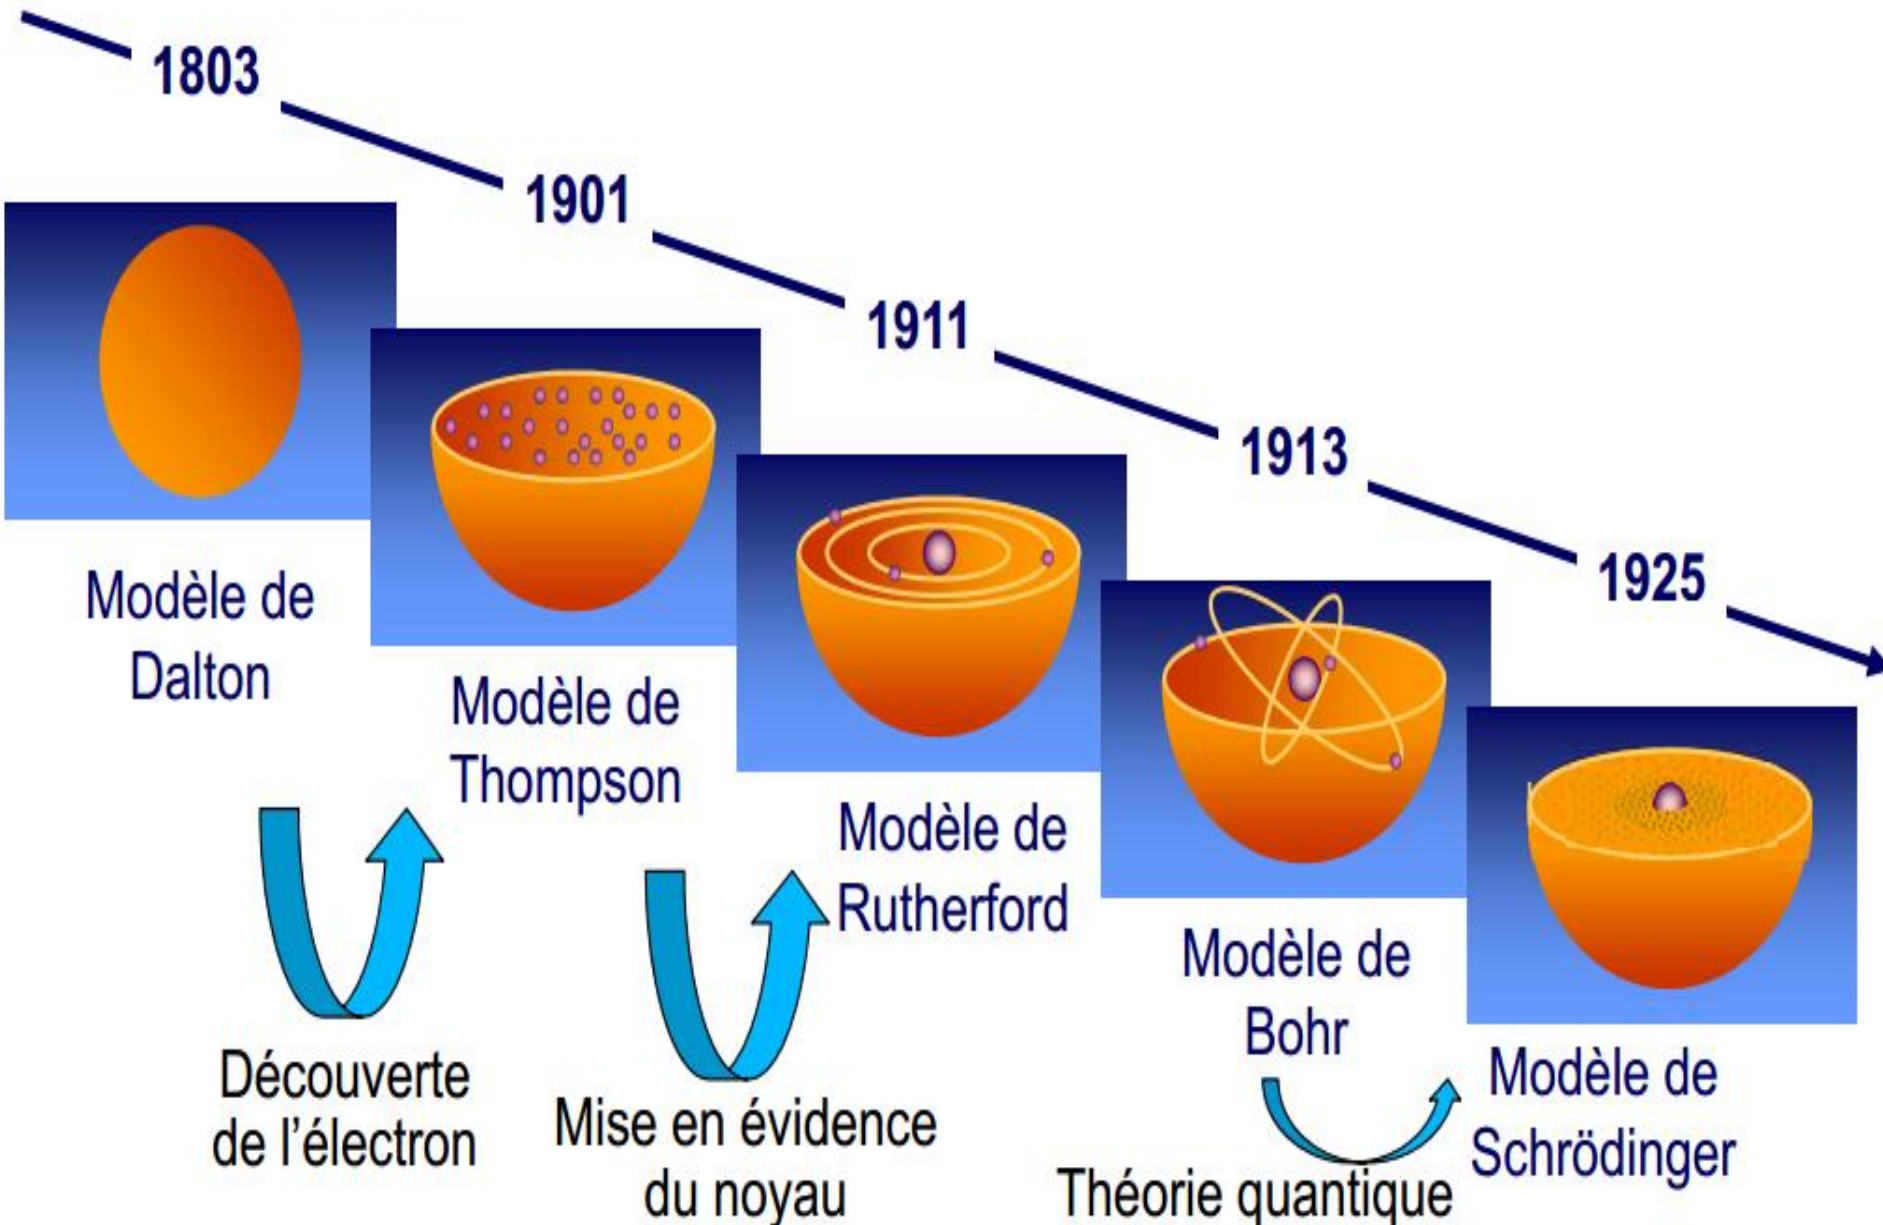 1803
1901
1911
1913
1925
Modèle de
Dalton
Modèle de
Thompson
Modèle de
Rutherford
Modèle de
Bohr
Modèle de
Schrödinger
Découverte
de l'électron
Mise en évidence
du noyau
Théorie quantique